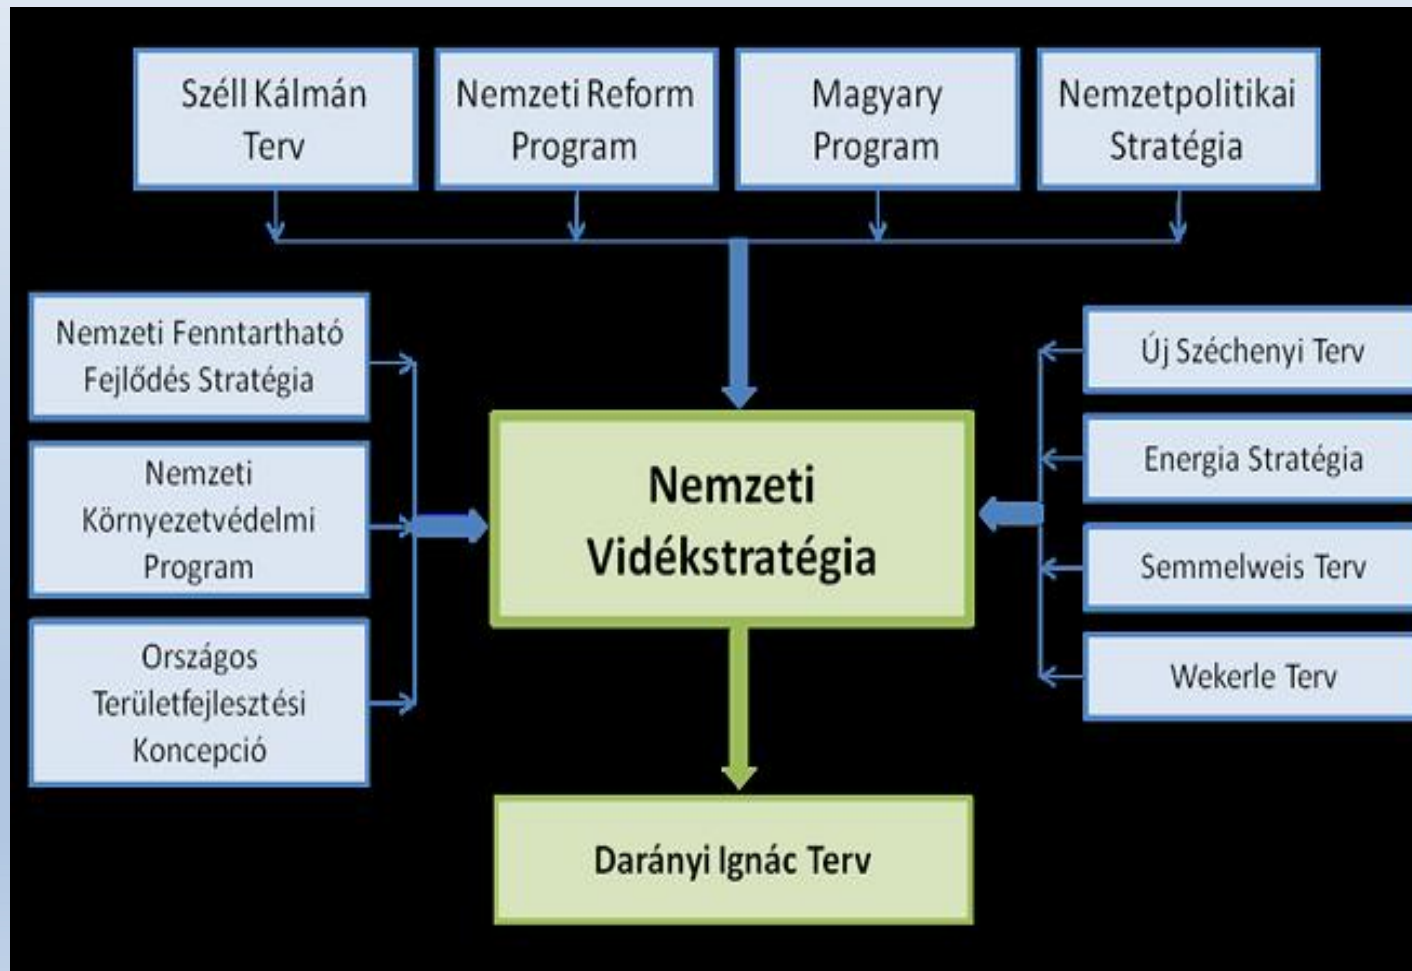 Széll Kálmán
Terv
Nemzeti Reform
Program
Magyary
Program
Nemzetpolitikai
Stratégia
Nemzeti Fenntartható
Fejlődés Stratégia
Nemzeti
Környezetvédelmi
Program
Országos
Területfejlesztési
Koncepció
Nemzeti
Vidékstratégia
Új Széchenyi Terv
Energia Stratégia
Semmelweis Terv
Wekerle Terv
Darányi Ignác Terv